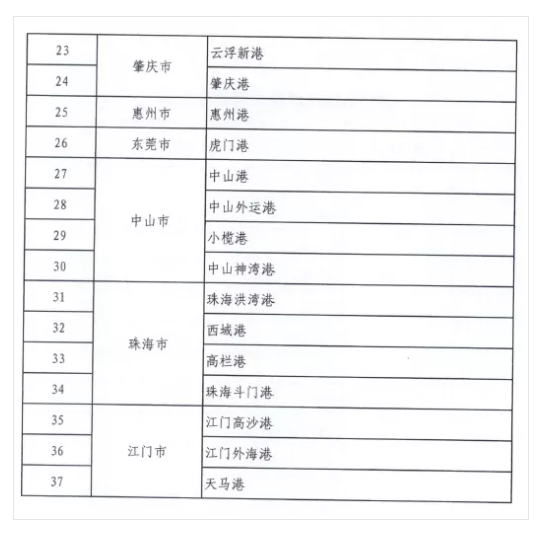 23 肇庆市 云浮新港
24 肇庆港
25 惠州市 惠州港
26 东莞市 虎门港
27 中山市 中山港
28 中山外运港
29 小榄港
30 中山神湾港
31 珠海市 珠海洪湾港
32 西域港
33 高栏港
34 珠海斗门港
35 江门市 江门高沙港
36 江门外海港
37 天马港